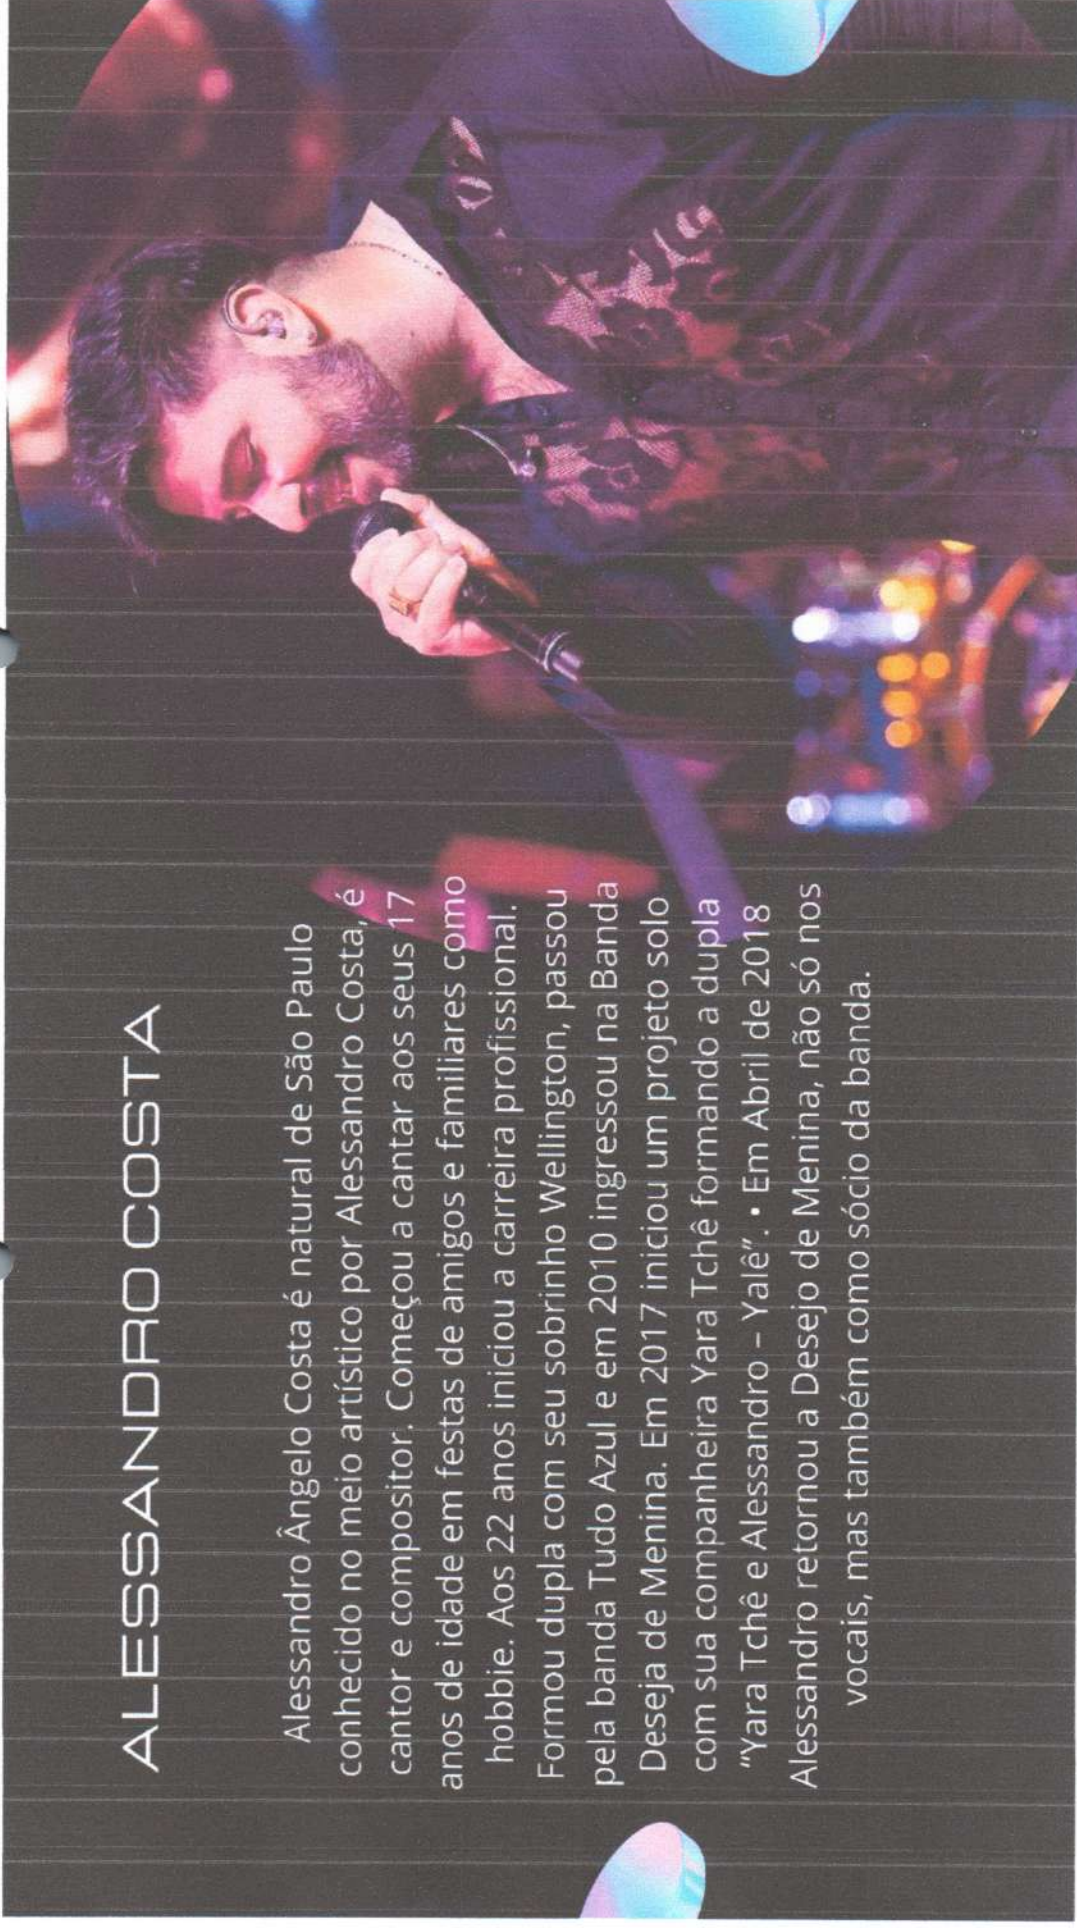 ALESSANDRO COSTA
Alessandro Ângelo Costa é natural de São Paulo
conhecido no meio artístico por Alessandro Costa, é
cantor e compositor. Começou a cantar aos seus 17
anos de idade em festas de amigos e familiares como
hobbie. Aos 22 anos iniciou a carreira profissional.
Formou dupla com seu sobrinho Wellington, passou
pela banda Tudo Azul e em 2010 ingressou na Banda
Deseja de Menina. Em 2017 iniciou um projeto solo
com sua companheira Yara Tchê formando a dupla
“Yara Tchê e Alessandro – Yalê”. • Em Abril de 2018
Alessandro retornou a Desejo de Menina, não só nos
vocais, mas também como sócio da banda.